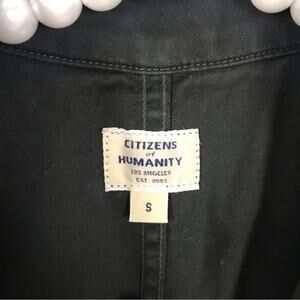 CITIZENS
of
HUMANITY
LOS ANGELES
EST. 2003
S